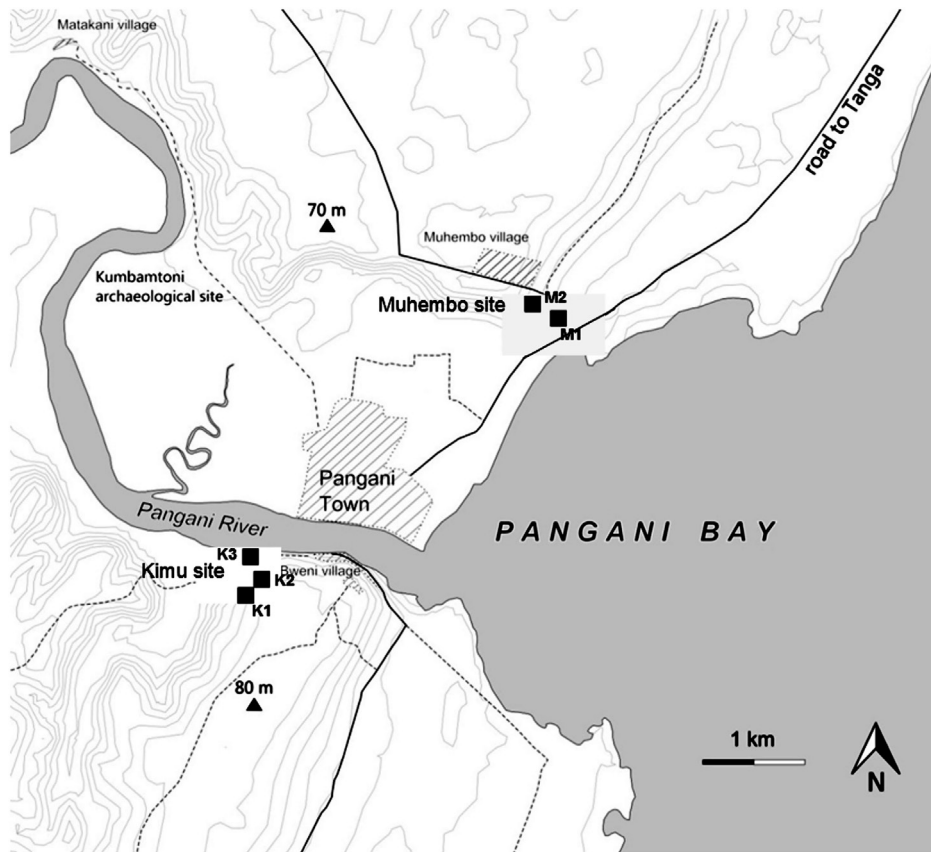 Matakani village
road to Tanga
70 m
Muhembo village
Kumbamtoni
archaeological site
Muhembo site
M2
M1
Pangani
Town
Pangani River
PANGANI BAY
K3
Bweni village
Kimu site
K2
K1
80 m
1 km
N